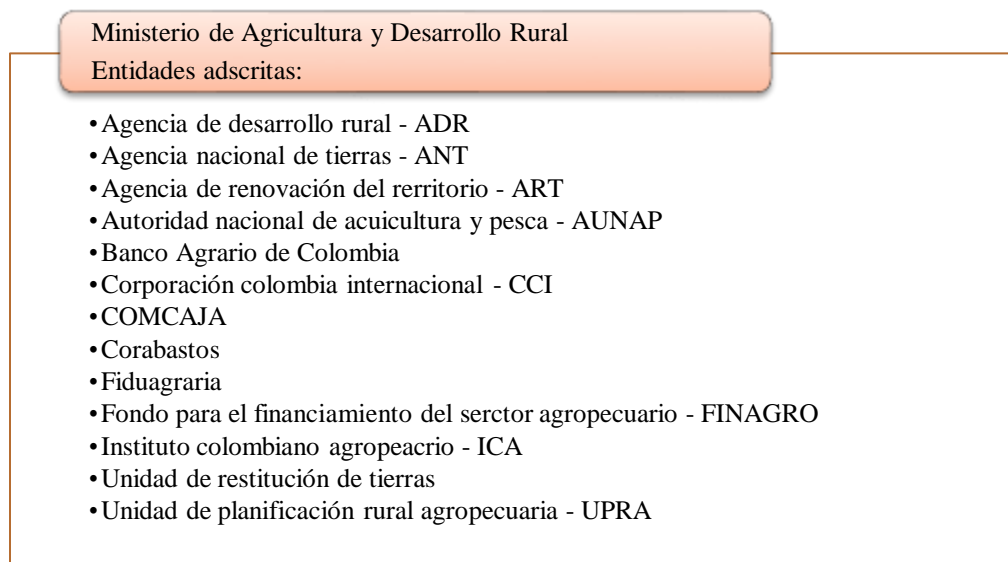 Ministerio de Agricultura y Desarrollo Rural
Entidades adscritas:
•Agencia de desarrollo rural - ADR
•Agencia nacional de tierras - ANT
•Agencia de renovación del rerritorio - ART
•Autoridad nacional de acuicultura y pesca - AUNAP
•Banco Agrario de Colombia
•Corporación colombia internacional - CCI
•COMCAJA
•Corabastos
•Fiduagraria
•Fondo para el financiamiento del serctor agropecuario - FINAGRO
•Instituto colombiano agropeacrio - ICA
•Unidad de restitución de tierras
•Unidad de planificación rural agropecuaria - UPRA